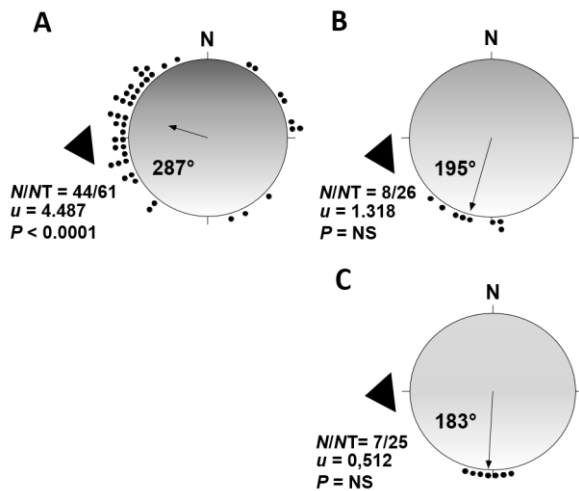 A
N
287°
N/NT = 44/61
u = 4.487
P < 0.0001
B
N
195°
N/NT = 8/26
u = 1.318
P = NS
C
N
183°
N/NT= 7/25
u = 0,512
P = NS